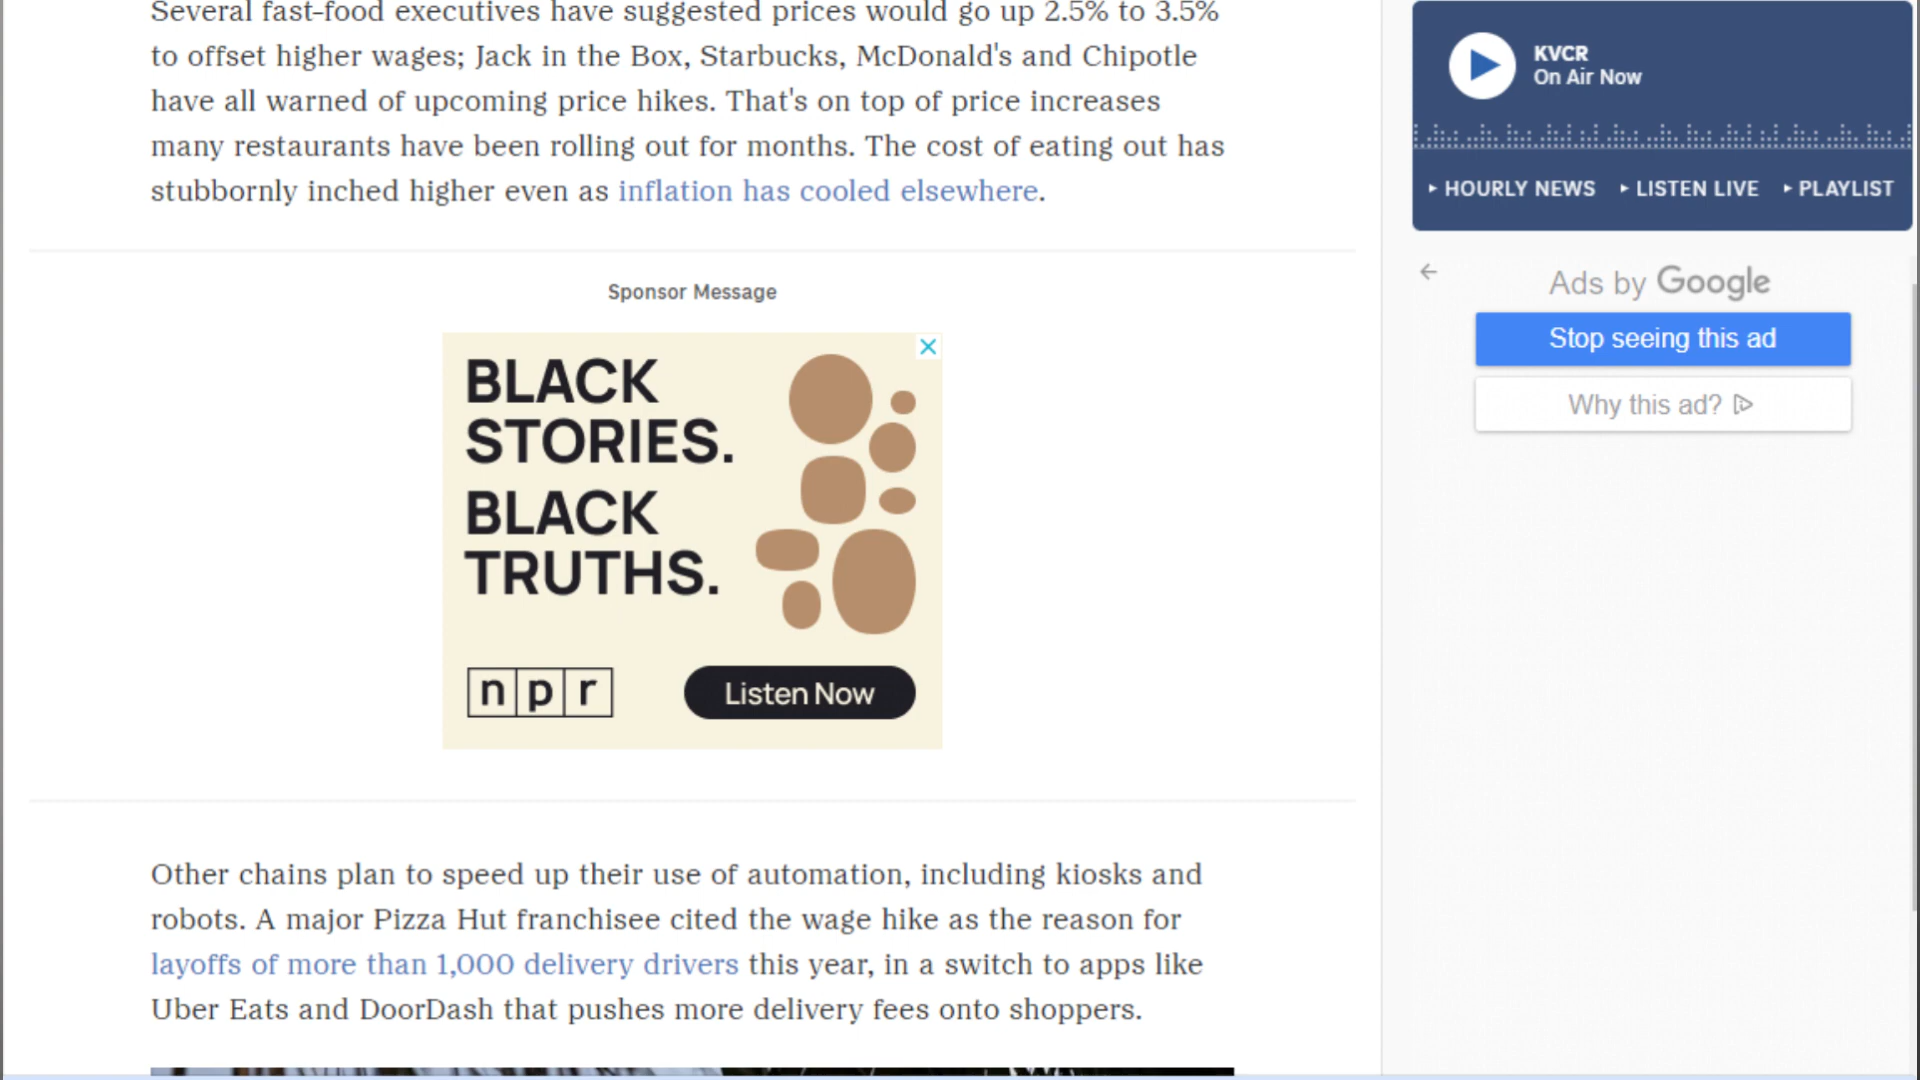 Several fast-food executives have suggested prices would go up 2.5% to 3.5%
to offset higher wages; Jack in the Box, Starbucks, McDonald's and Chipotle
have all warned of upcoming price hikes. That's on top of price increases
many restaurants have been rolling out for months. The cost of eating out has
stubbornly inched higher even as inflation has cooled elsewhere.
Sponsor Message
BLACK
STORIES.
BLACK
TRUTHS.
npr
Listen Now
Other chains plan to speed up their use of automation, including kiosks and
robots. A major Pizza Hut franchisee cited the wage hike as the reason for
layoffs of more than 1,000 delivery drivers this year, in a switch to apps like
Uber Eats and DoorDash that pushes more delivery fees onto shoppers.
KVCR
On Air Now
HOURLY NEWS LISTEN LIVE PLAYLIST
Ads by Google
Stop seeing this ad
Why this ad?